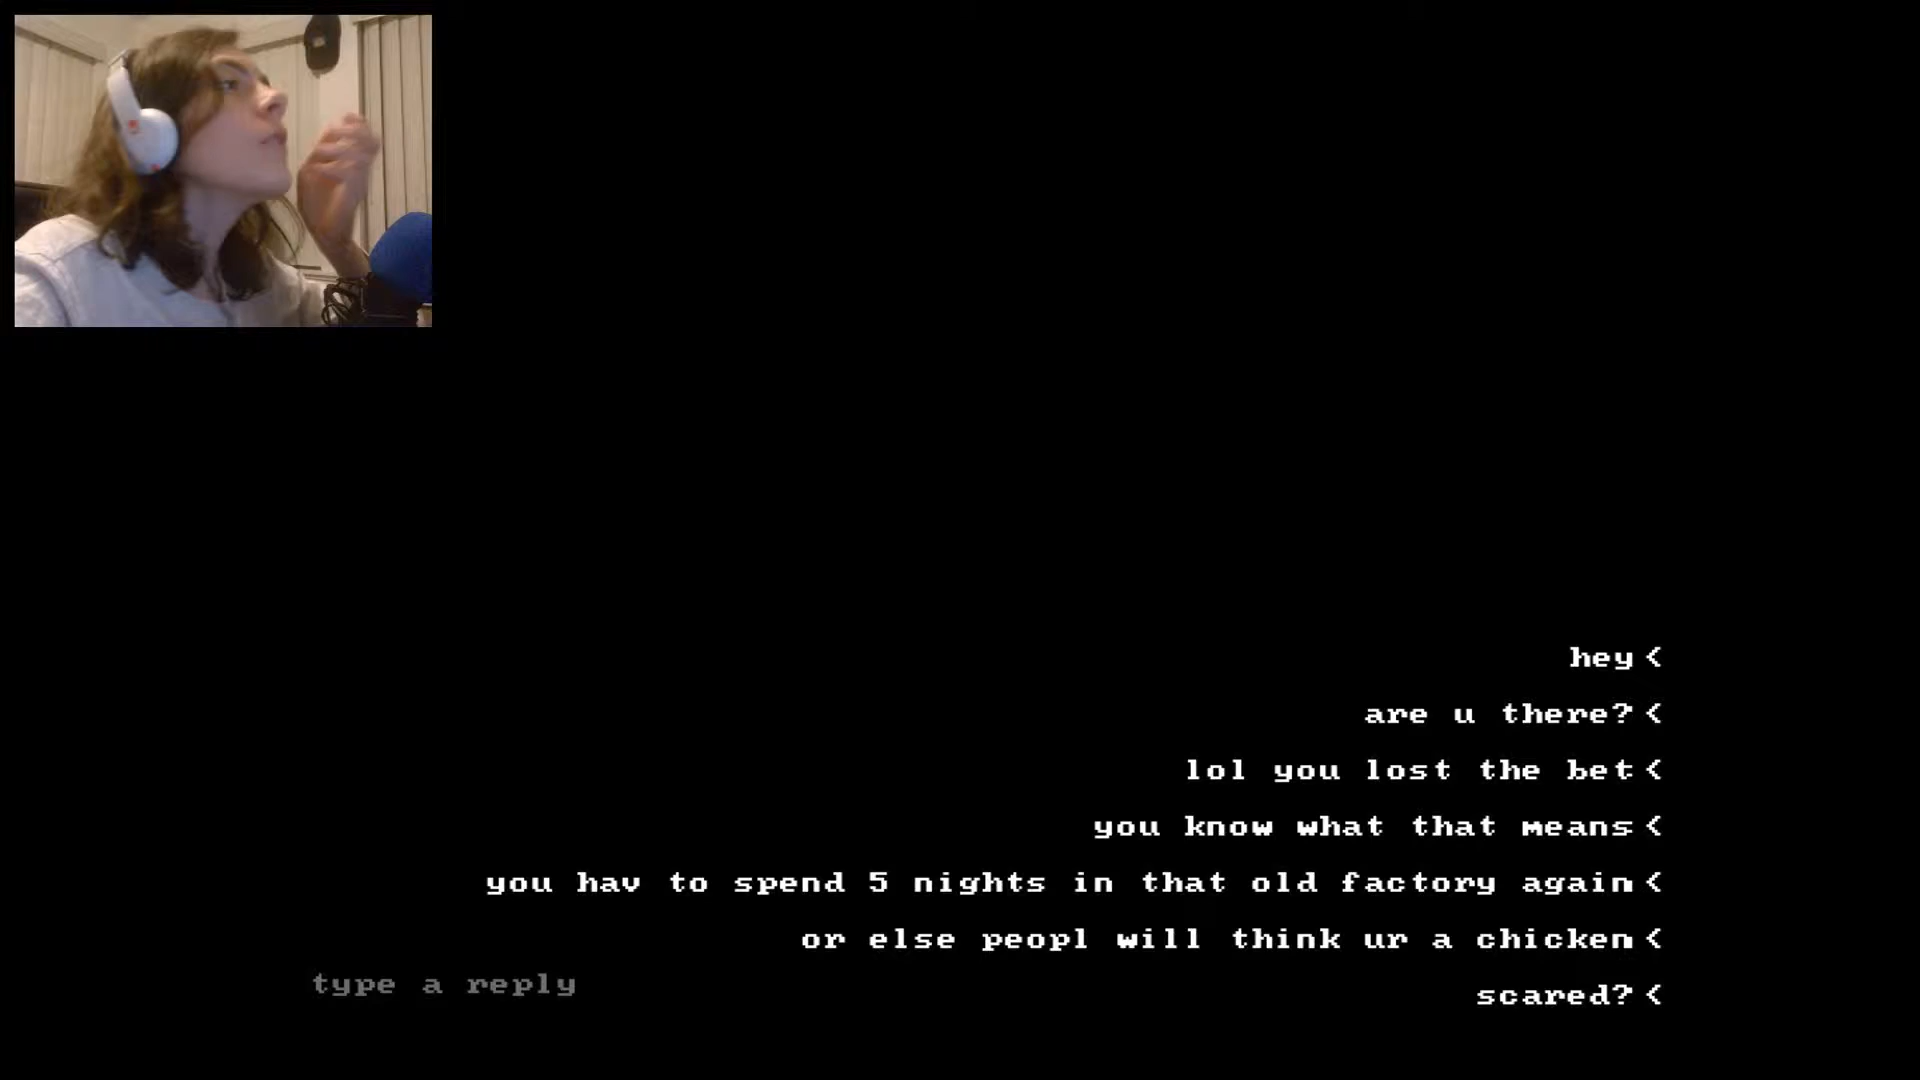 hey <
are u there? <
lol you lost the bet <
you know what that means <
you hav to spend 5 nights in that old factory again <
or else peopl will think ur a chicken <
type a reply
scared? <